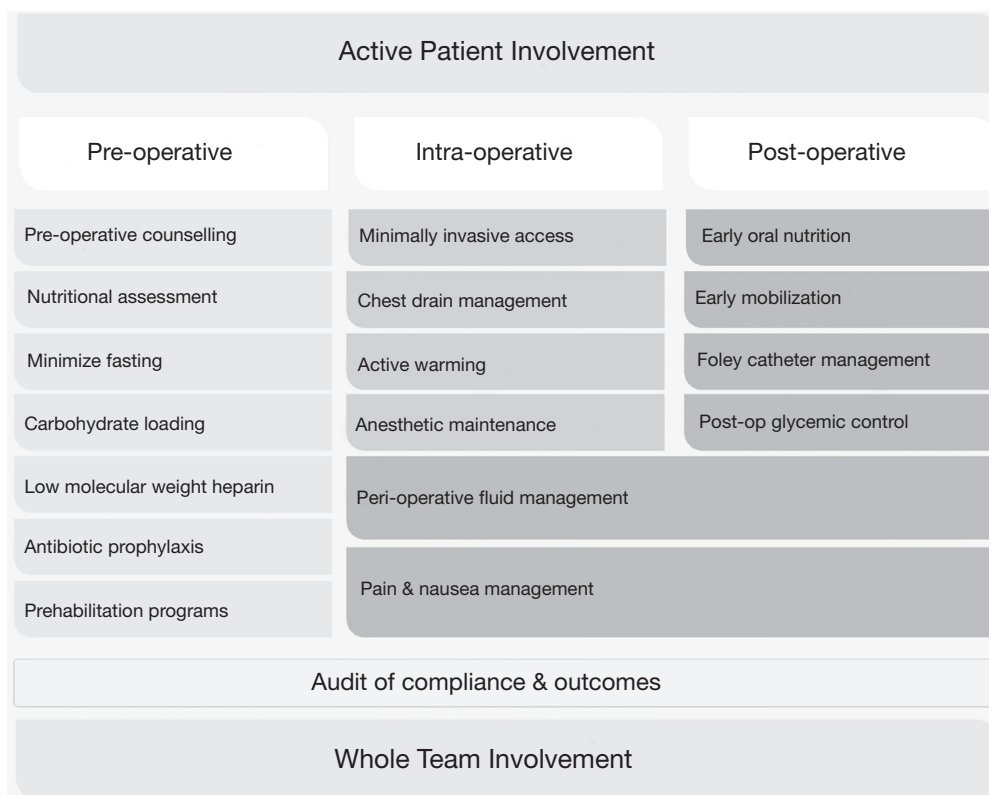 Active Patient Involvement
Pre-operative
Intra-operative
Post-operative
Pre-operative counselling
Nutritional assessment
Minimize fasting
Carbohydrate loading
Low molecular weight heparin
Antibiotic prophylaxis
Prehabilitation programs
Minimally invasive access
Chest drain management
Active warming
Anesthetic maintenance
Early oral nutrition
Early mobilization
Foley catheter management
Post-op glycemic control
Peri-operative fluid management
Pain & nausea management
Audit of compliance & outcomes
Whole Team Involvement